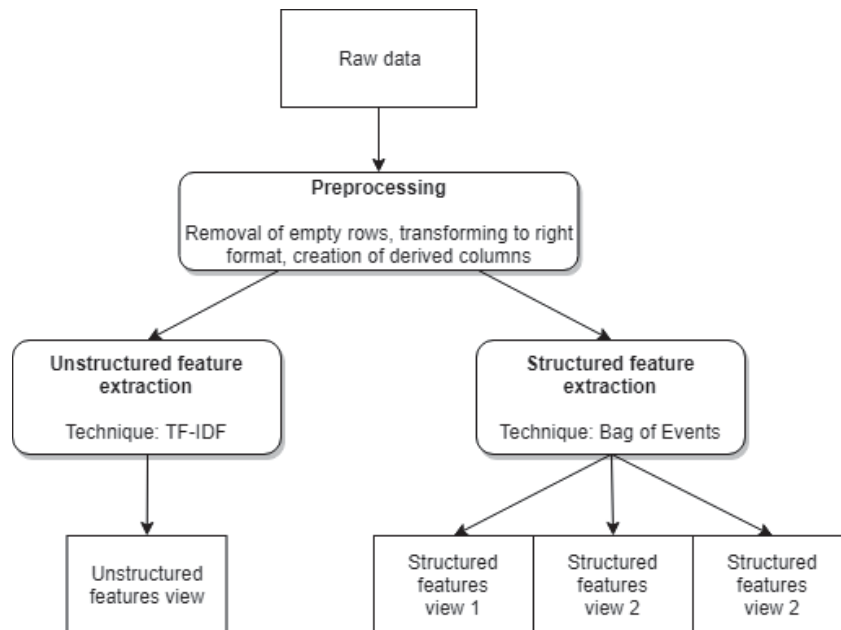 Raw data
Preprocessing
Removal of empty rows, transforming to right
format, creation of derived columns
Unstructured feature
extraction
Technique: TF-IDF
Structured feature
extraction
Technique: Bag of Events
Unstructured
features view
Structured
features
view 1
Structured
features
view 2
Structured
features
view 2